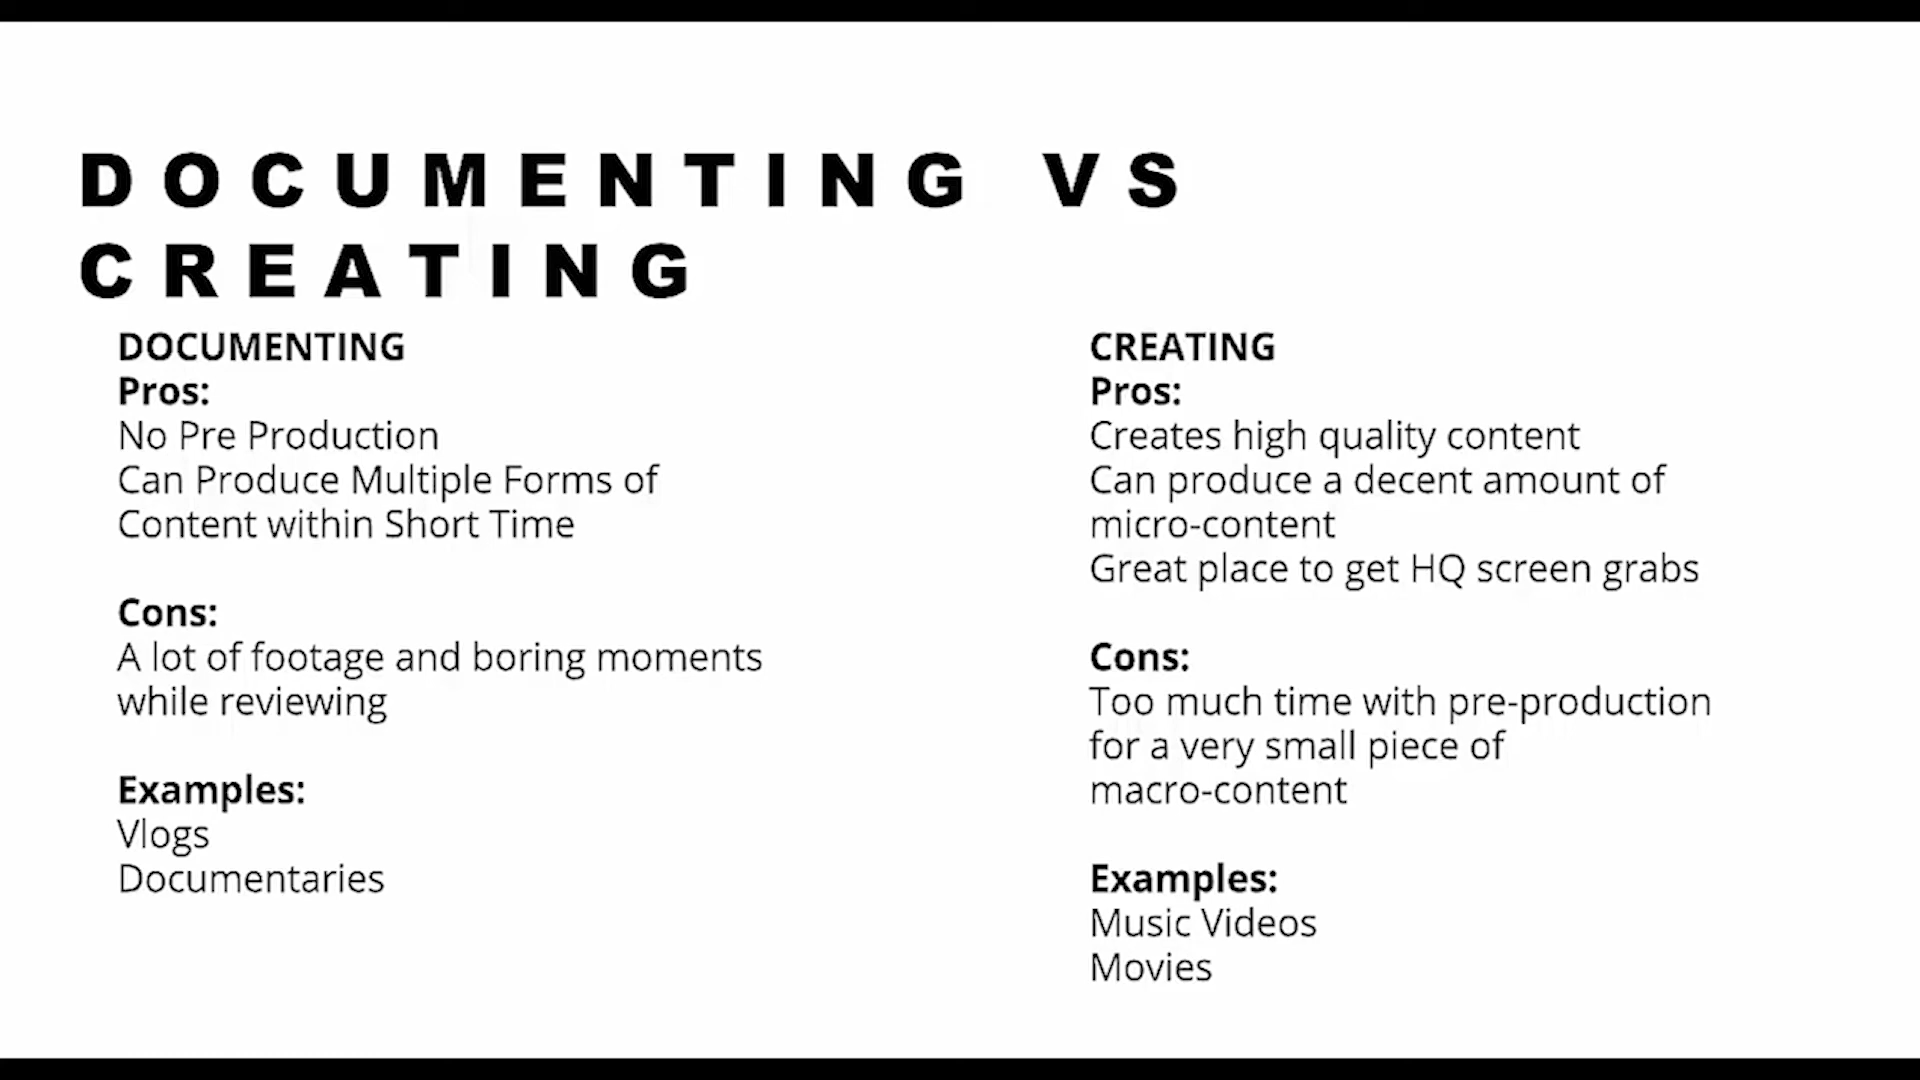 DOCUMENTING VS
CREATING
DOCUMENTING
Pros:
No Pre Production
Can Produce Multiple Forms of
Content within Short Time
Cons:
A lot of footage and boring moments
while reviewing
Examples:
Vlogs
Documentaries
CREATING
Pros:
Creates high quality content
Can produce a decent amount of
micro-content
Great place to get HQ screen grabs
Cons:
Too much time with pre-production
for a very small piece of
macro-content
Examples:
Music Videos
Movies